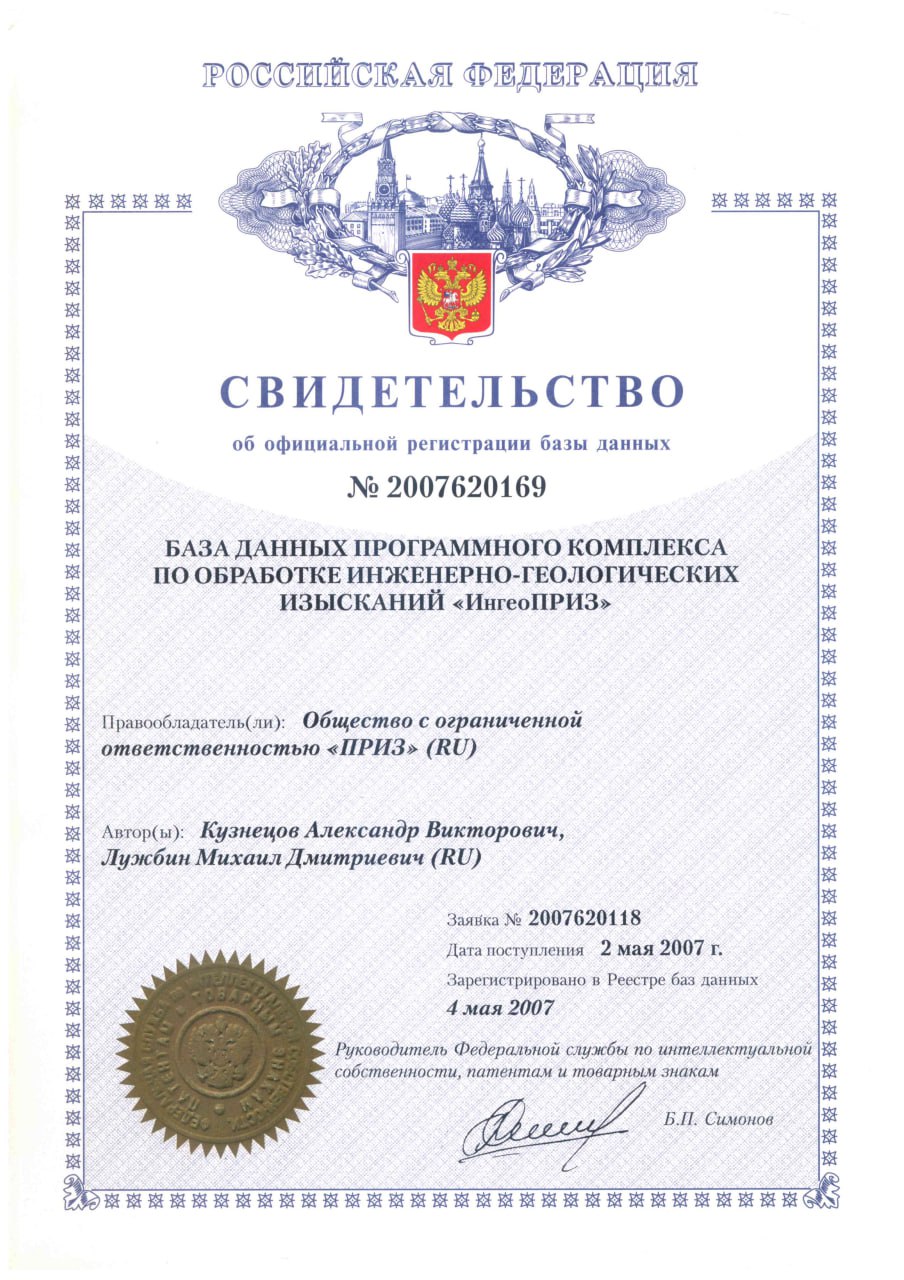 РОССИЙСКАЯ ФЕДЕРАЦИЯ
СВИДЕТЕЛЬСТВО
об официальной регистрации базы данных
№ 2007620169
БАЗА ДАННЫХ ПРОГРАММНОГО КОМПЛЕКСА
ПО ОБРАБОТКЕ ИНЖЕНЕРНО-ГЕОЛОГИЧЕСКИХ
ИЗЫСКАНИЙ «ИнгеоПРИЗ»
Правообладатель(ли): Общество с ограниченной
ответственностью «ПРИЗ» (RU)
Автор(ы): Кузнецов Александр Викторович,
Лужбин Михаил Дмитриевич (RU)
Заявка № 2007620118
Дата поступления 2 мая 2007 г.
Зарегистрировано в Реестре баз данных
4 мая 2007
Руководитель Федеральной службы по интеллектуальной
собственности, патентам и товарным знакам
Б.П. Симонов